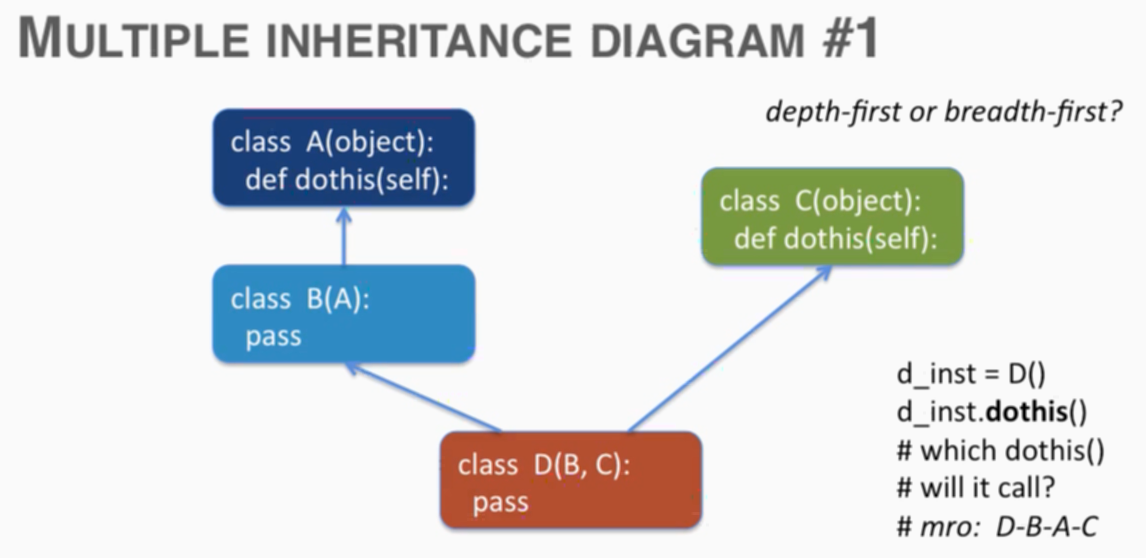 MULTIPLE INHERITANCE DIAGRAM #1
depth-first or breadth-first?
class A(object):
def dothis(self):
class C(object):
def dothis(self):
class B(A):
pass
class D(B, C):
pass
d_inst = D()
d_inst.dothis()
# which dothis()
# will it call?
# mro: D-B-A-C